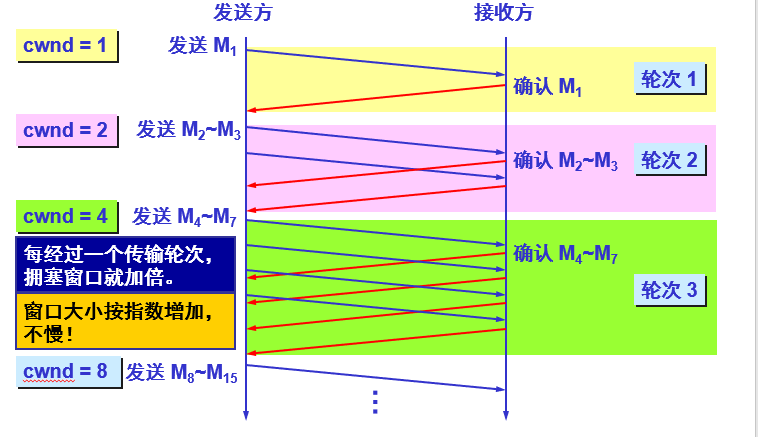 发送方
接收方
cwnd = 1
发送 M1
确认 M1
轮次 1
cwnd = 2
发送 M2~M3
确认 M2~M3
轮次 2
cwnd = 4
发送 M4~M7
确认 M4~M7
轮次 3
每经过一个传输轮次，
拥塞窗口就加倍。
窗口大小按指数增加，
不慢！
cwnd = 8
发送 M8~M15
⋮